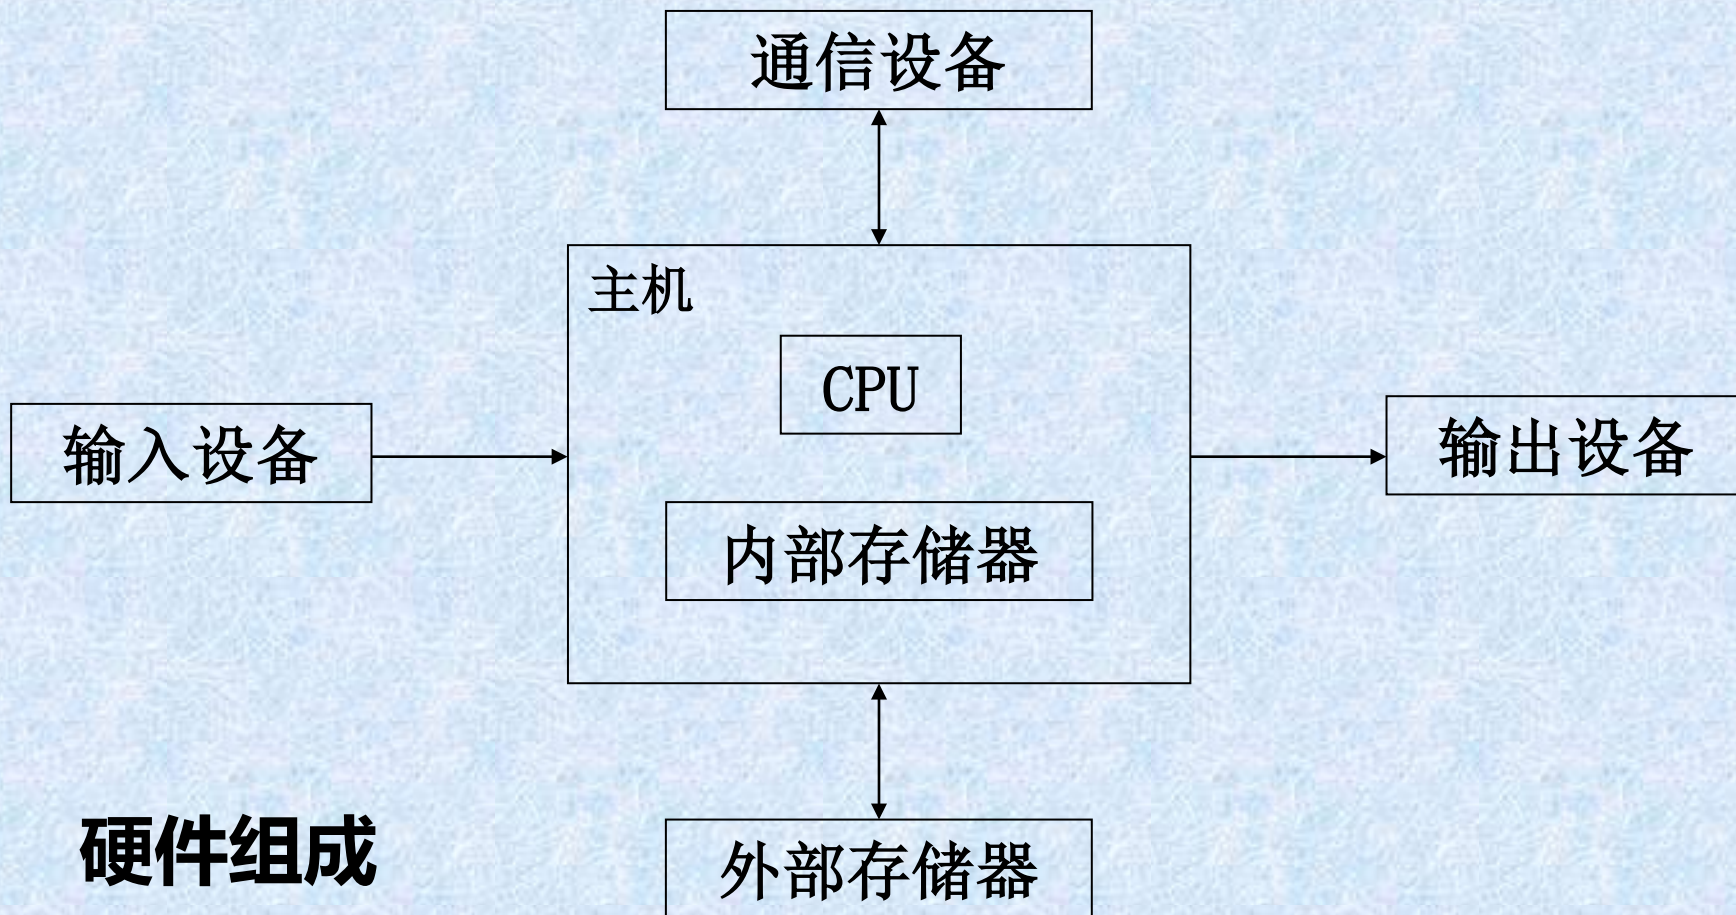 通信设备
主机
CPU
输入设备
输出设备
内部存储器
硬件组成
外部存储器